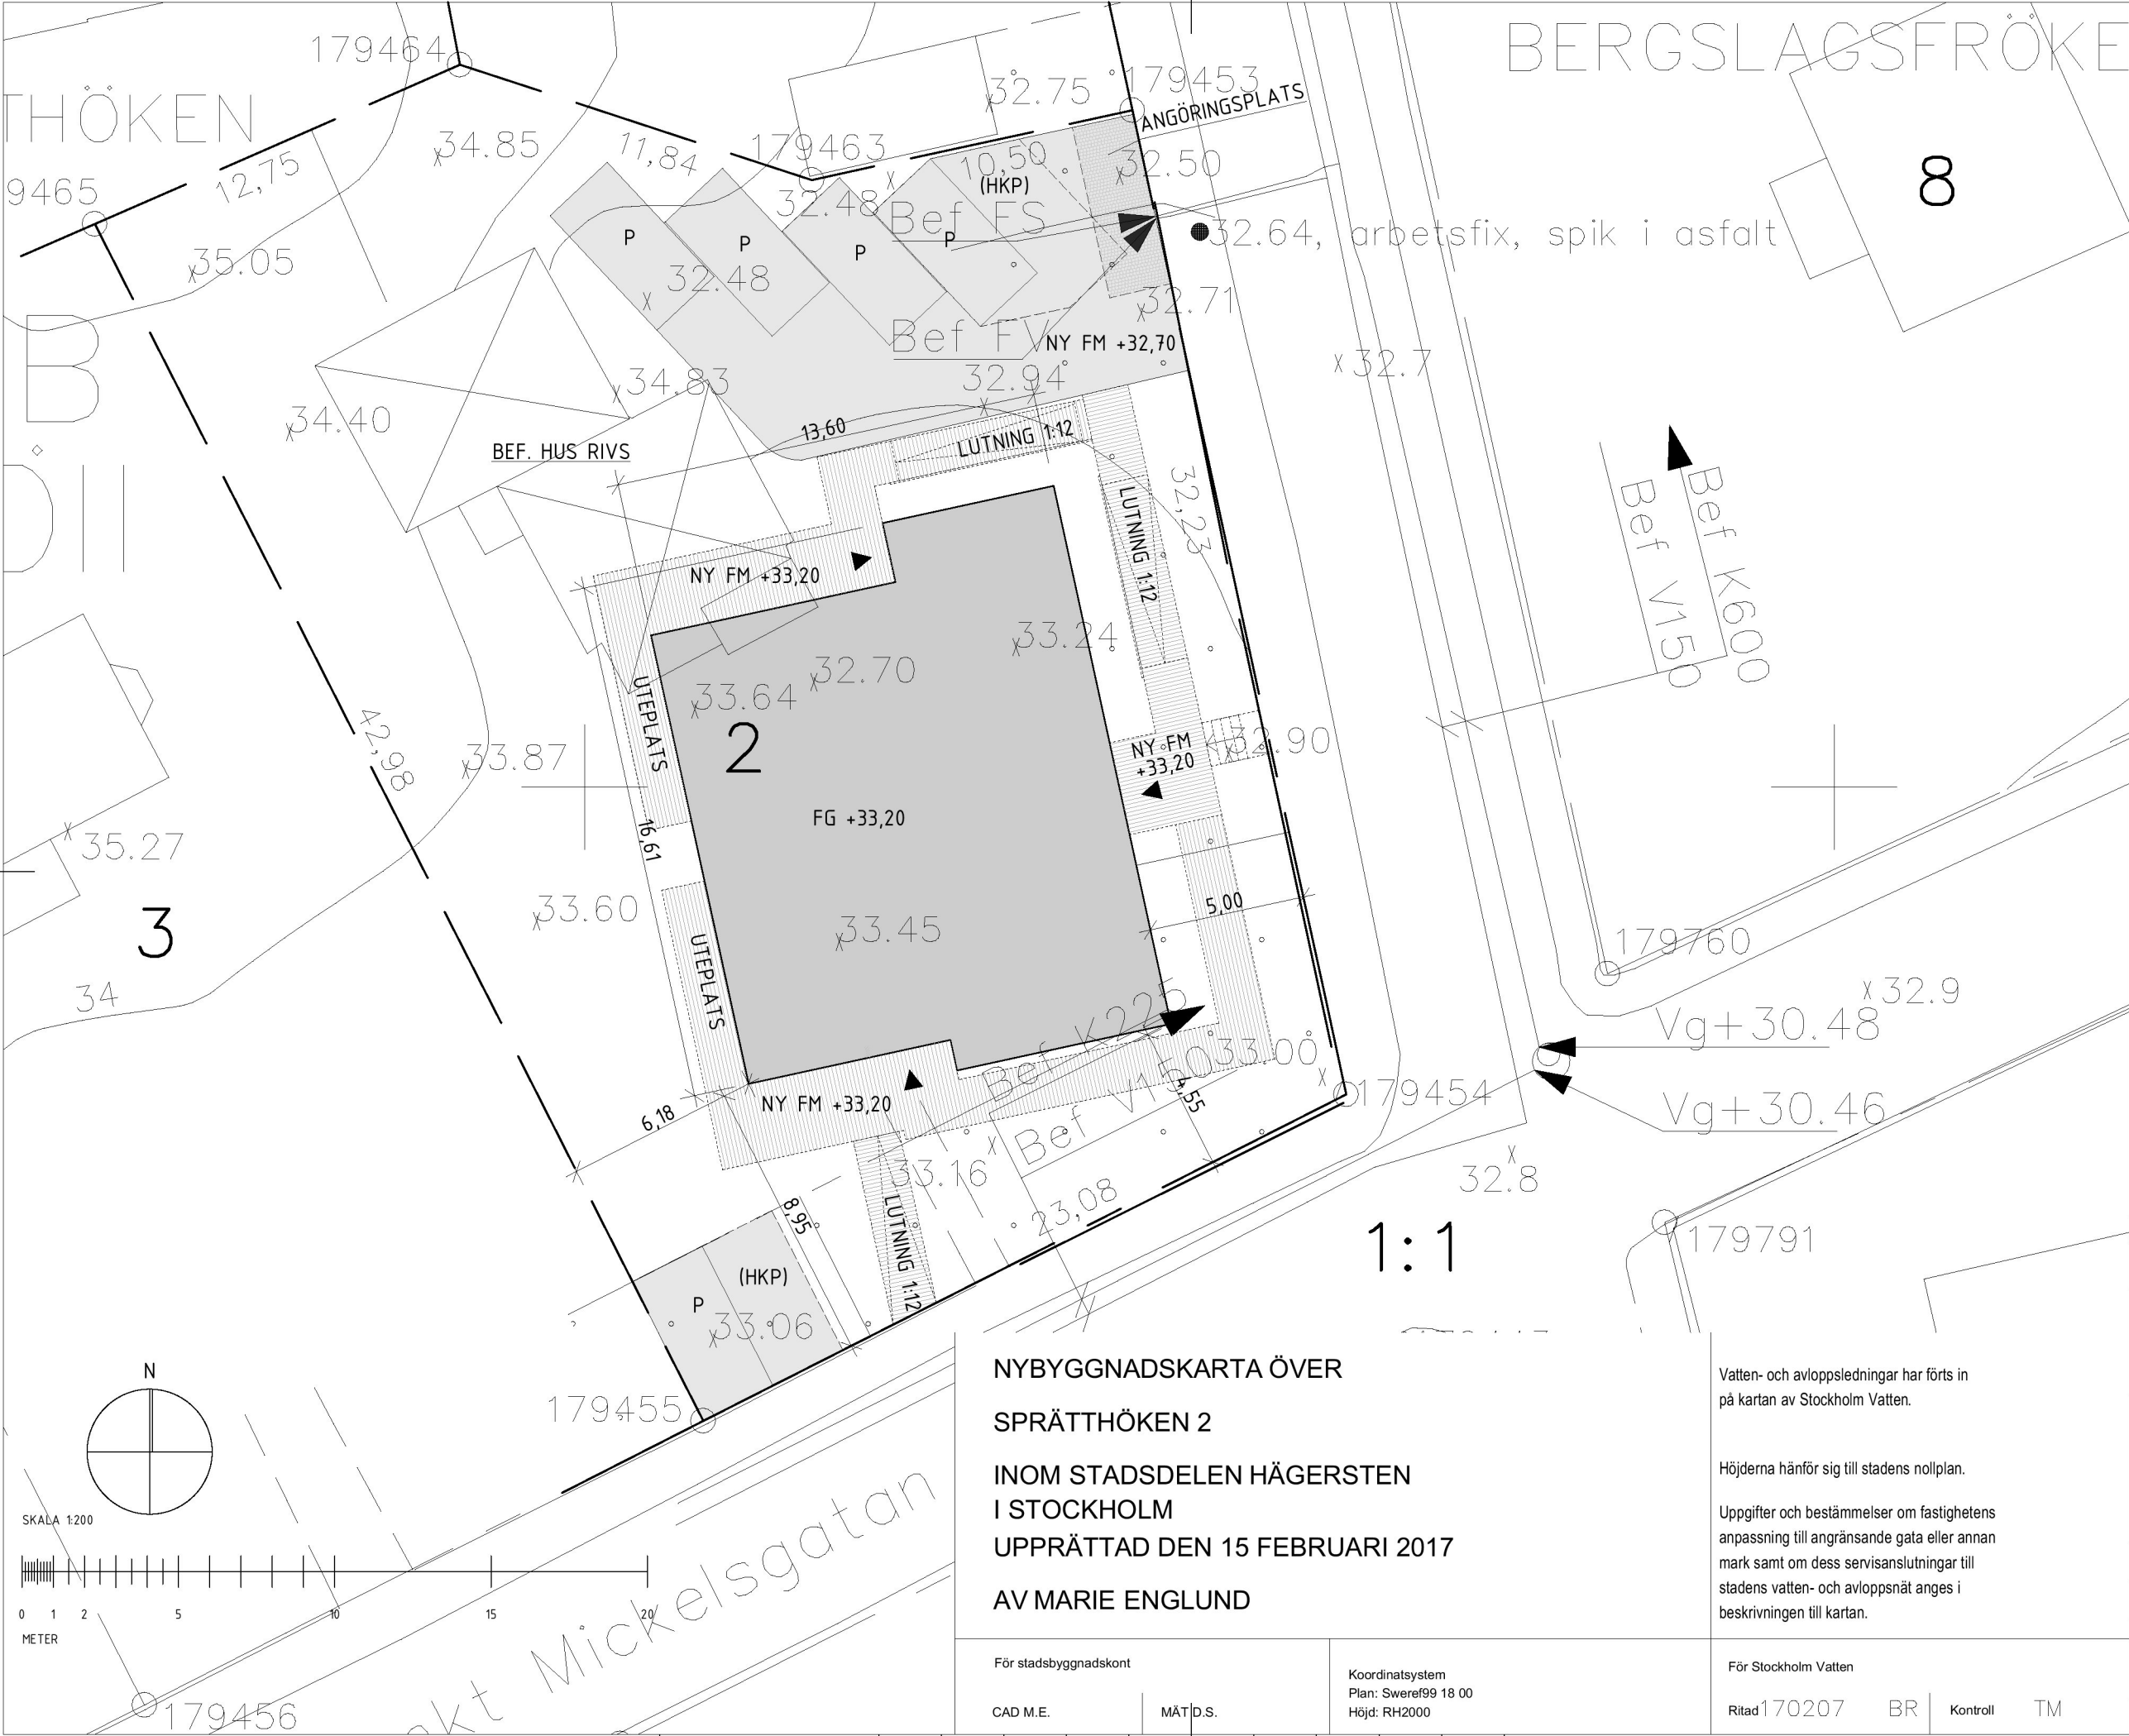 BERGSLAGSFRÖKE
179464
THÖKEN
34.85
11,84
179463
32.75
179453
ANGÖRINGSPLATS
12,75
9465
10,50
(HKP)
32.50
8
32.48
Bef FS
P
P
P
P
32.64, arbetsfix, spik i asfalt
35.05
32.48
32.71
B
Bef FV
NY FM +32,70
32.7
34.83
32.94
34.40
13,60
LUTNING 1:12
BEF. HUS RIVS
LUTNING 1:12
32,23
Bef V150
Bef K600
NY FM +33,20
33.24
32.70
33.64
UTEPLATS
2
42,98
33.87
NY FM
+33,20
32.90
FG +33,20
16,61
35.27
33.60
5,00
3
33.45
UTEPLATS
179760
34
32.9
Bef K225
Vg+30.48
Bef V150
33.00
4,55
179454
Vg+30.46
NY FM +33,20
6,18
33.16
32.8
8,95
LUTNING 1:12
23,08
1:1
179791
(HKP)
P
33.06
179455
N
SKALA 1:200
0 1 2 5 10 15 20
METER
kt Mickelsgatan
179456
NYBYGGNADSKARTA ÖVER
SPRÄTTHÖKEN 2
INOM STADSDELEN HÄGERSTEN
I STOCKHOLM
UPPRÄTTAD DEN 15 FEBRUARI 2017
AV MARIE ENGLUND
Vatten- och avloppsledningar har förts in
på kartan av Stockholm Vatten.
Höjderna hänför sig till stadens nollplan.
Uppgifter och bestämmelser om fastighetens
anpassning till angränsande gata eller annan
mark samt om dess servisanslutningar till
stadens vatten- och avloppsnät anges i
beskrivningen till kartan.
För stadsbyggnadskont
CAD M.E.
MÄT D.S.
Koordinatsystem
Plan: Sweref99 18 00
Höjd: RH2000
För Stockholm Vatten
Ritad 170207 BR
Kontroll TM